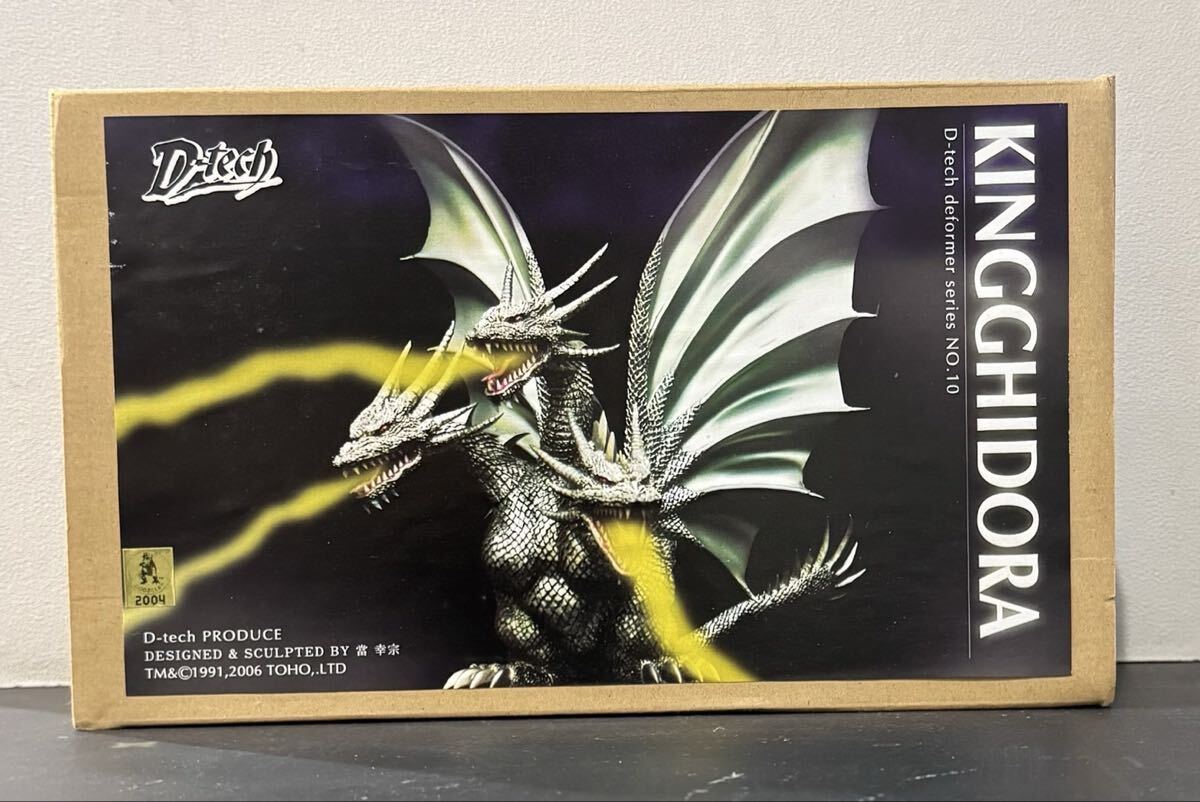 D-tech
KINGGHIDORA
D-tech deformer series NO.10
2004
D-tech PRODUCE
DESIGNED & SCULPTED BY 當 幸宗
TM&©1991,2006 TOHO,.LTD